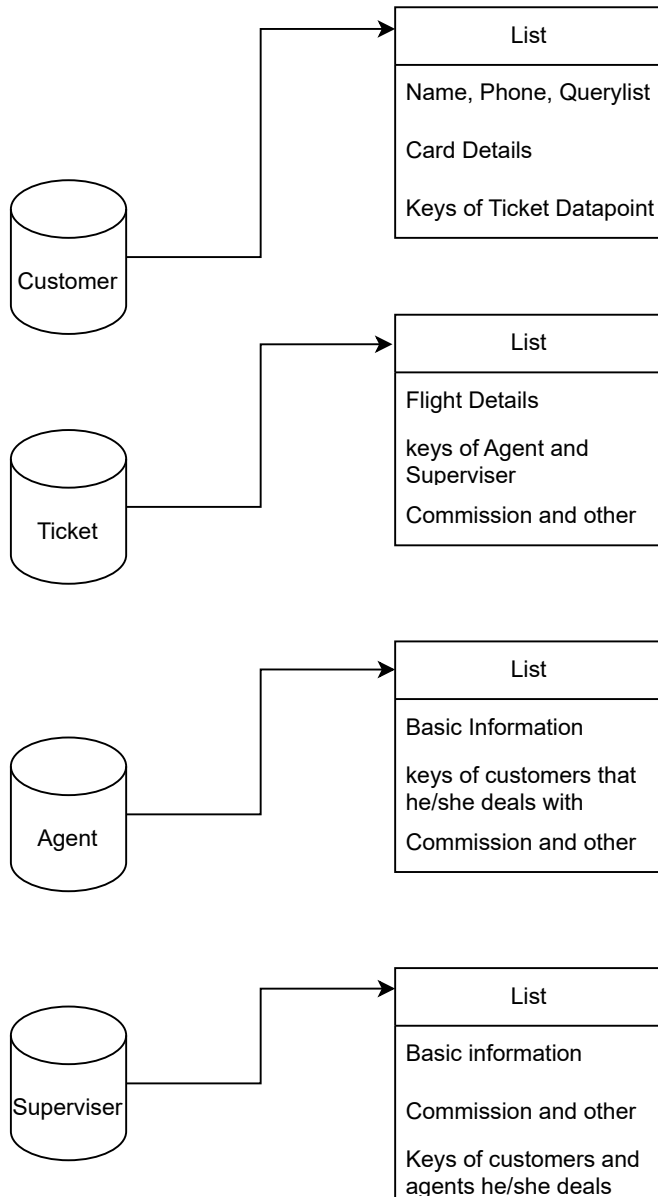 List
Name, Phone, Querylist
Card Details
Keys of Ticket Datapoint
Customer
List
Flight Details
keys of Agent and
Superviser
Commission and other
Ticket
List
Basic Information
keys of customers that
he/she deals with
Commission and other
Agent
List
Basic information
Commission and other
Keys of customers and
agents he/she deals
Superviser